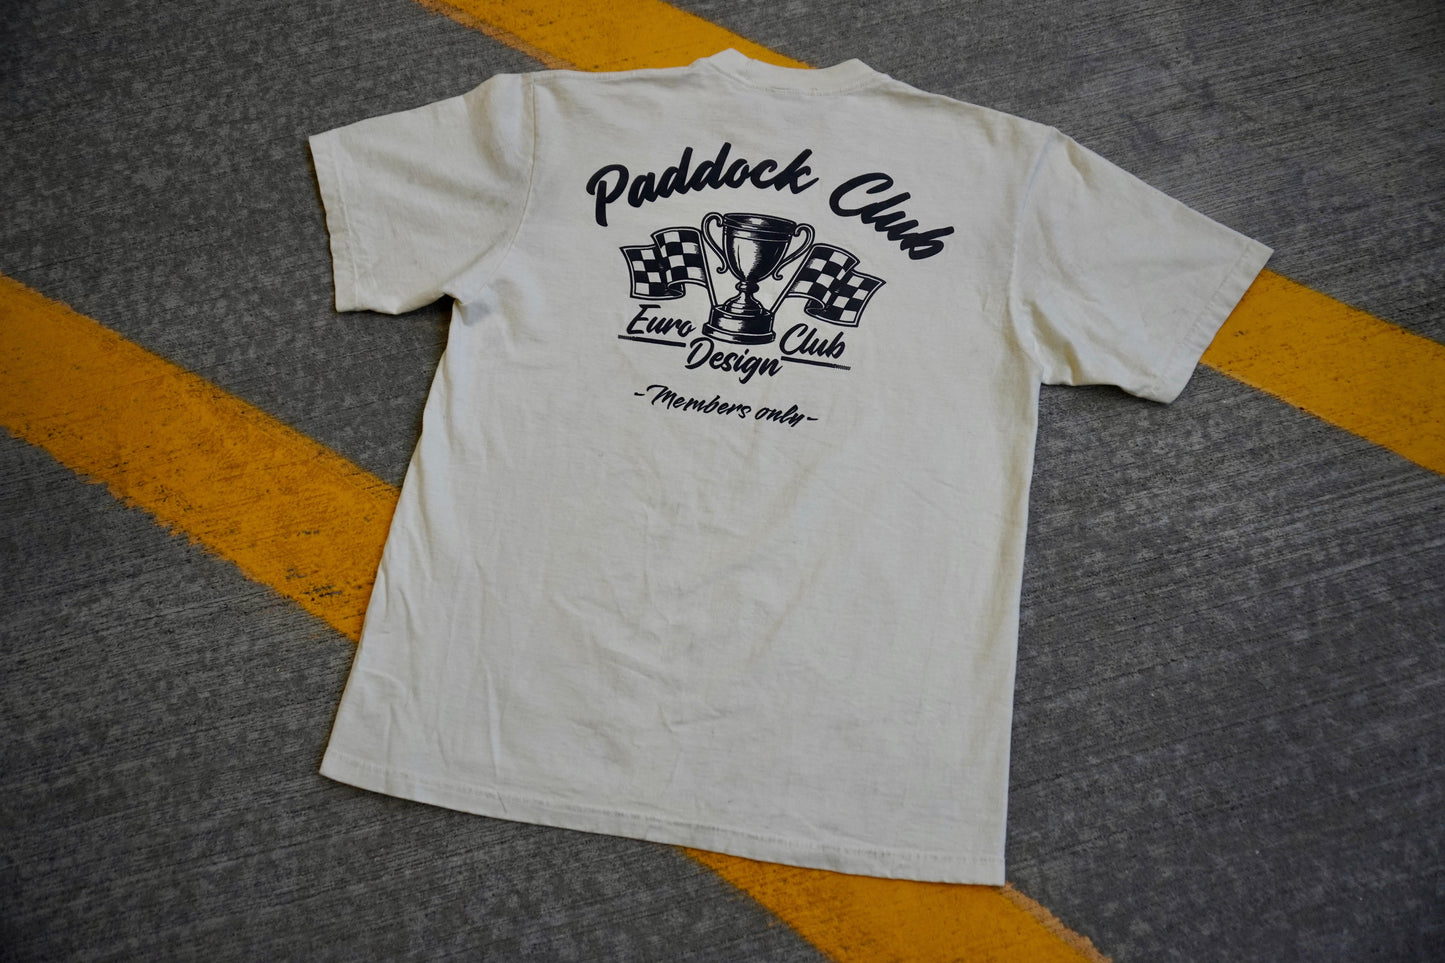 Paddock Club
Euro Club
Design
-Members only-